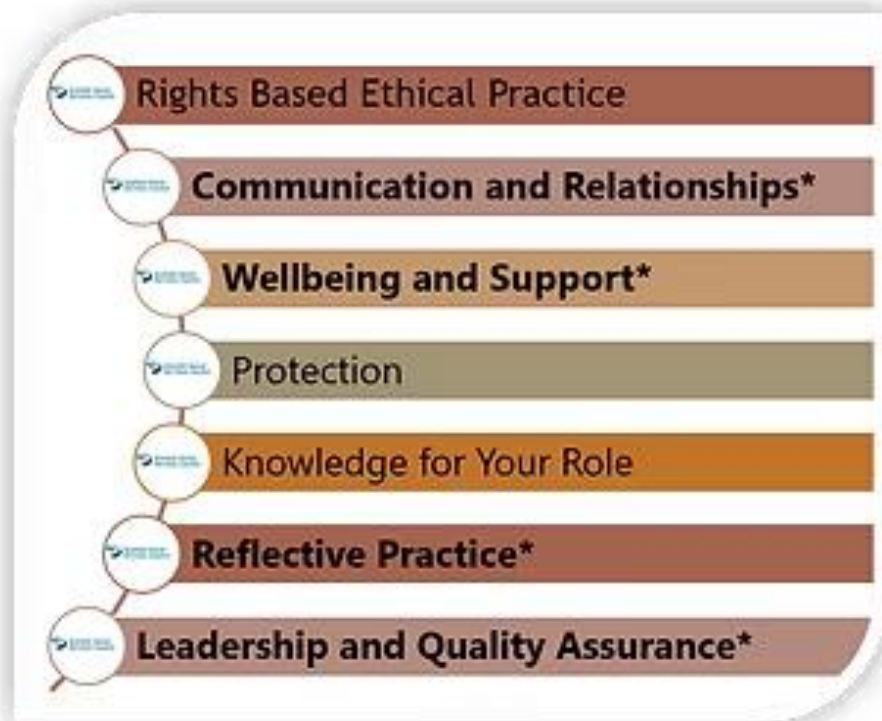 Rights Based Ethical Practice
Communication and Relationships*
Wellbeing and Support*
Protection
Knowledge for Your Role
Reflective Practice*
Leadership and Quality Assurance*